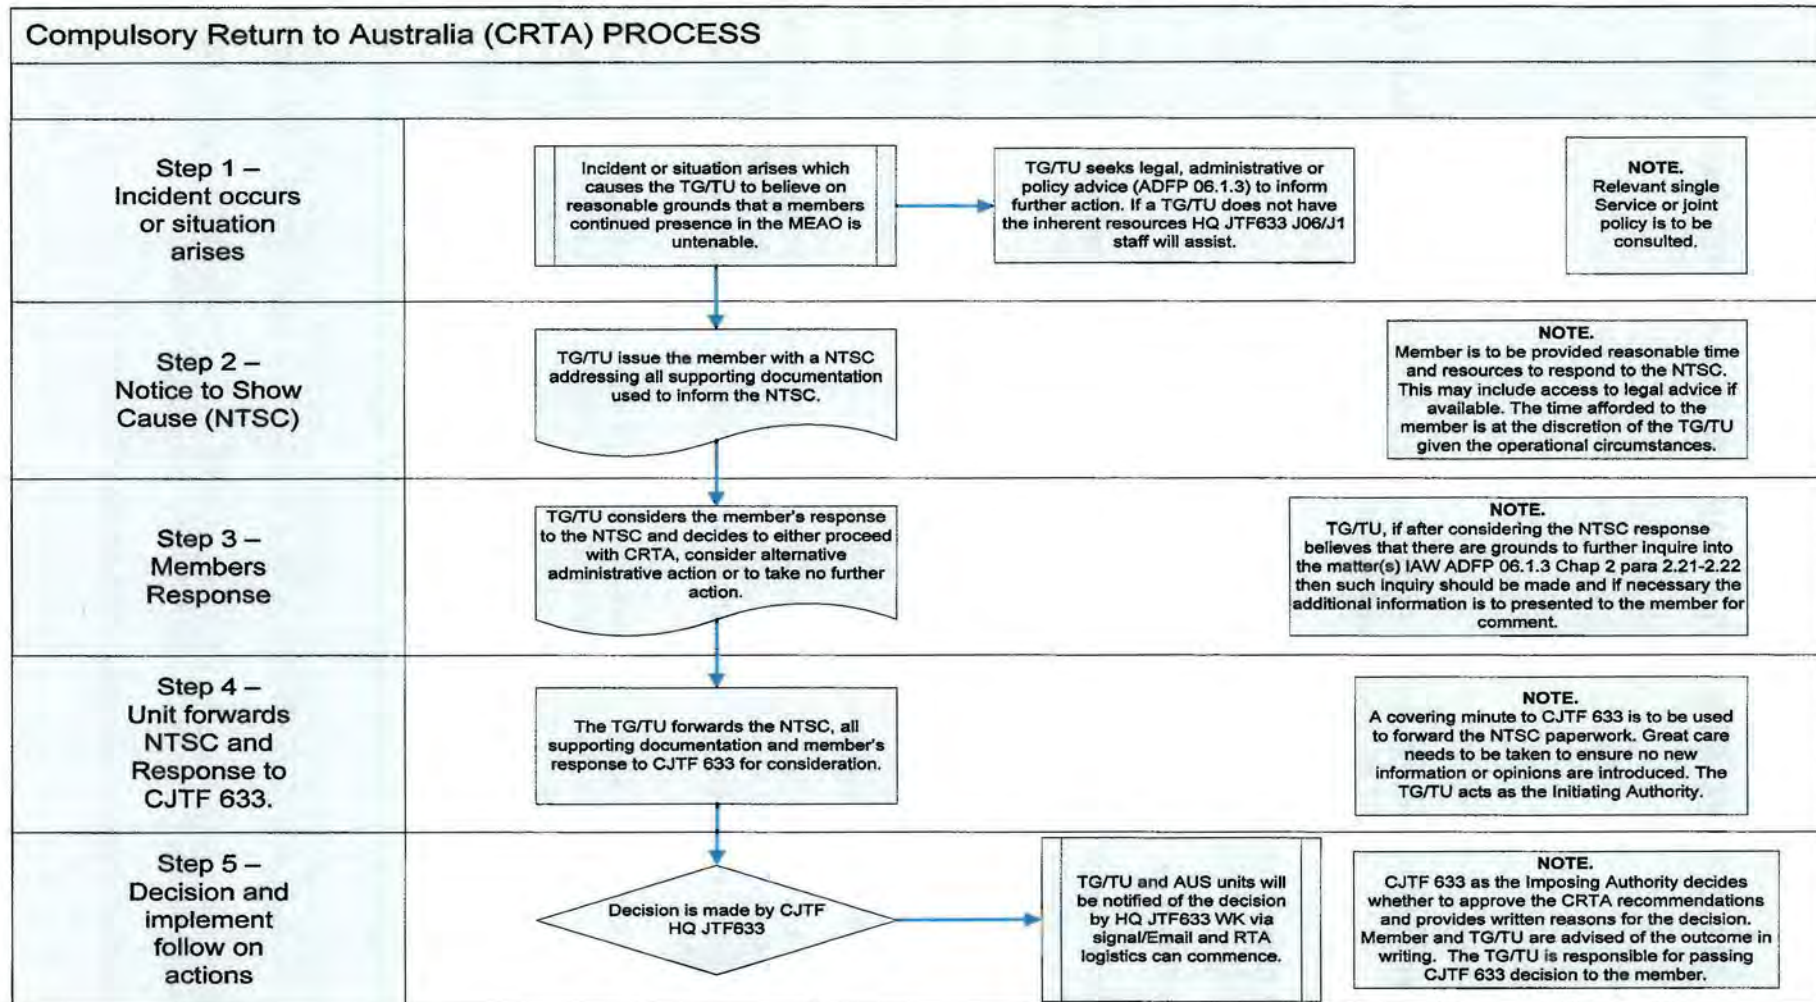 Compulsory Return to Australia (CRTA) PROCESS
Step 1 –
Incident occurs
or situation
arises
Incident or situation arises which
causes the TG/TU to believe on
reasonable grounds that a members
continued presence in the MEAO is
untenable.
TG/TU seeks legal, administrative or
policy advice (ADFP 06.1.3) to inform
further action. If a TG/TU does not have
the inherent resources HQ JTF633 J06/J1
staff will assist.
NOTE.
Relevant single
Service or joint
policy is to be
consulted.
Step 2 –
Notice to Show
Cause (NTSC)
TG/TU issue the member with a NTSC
addressing all supporting documentation
used to inform the NTSC.
NOTE.
Member is to be provided reasonable time
and resources to respond to the NTSC.
This may include access to legal advice if
available. The time afforded to the
member is at the discretion of the TG/TU
given the operational circumstances.
Step 3 –
Members
Response
TG/TU considers the member's response
to the NTSC and decides to either proceed
with CRTA, consider alternative
administrative action or to take no further
action.
NOTE.
TG/TU, if after considering the NTSC response
believes that there are grounds to further inquire into
the matter(s) IAW ADFP 06.1.3 Chap 2 para 2.21-2.22
then such inquiry should be made and if necessary the
additional information is to presented to the member for
comment.
Step 4 –
Unit forwards
NTSC and
Response to
CJTF 633.
The TG/TU forwards the NTSC, all
supporting documentation and member's
response to CJTF 633 for consideration.
NOTE.
A covering minute to CJTF 633 is to be used
to forward the NTSC paperwork. Great care
needs to be taken to ensure no new
information or opinions are introduced. The
TG/TU acts as the Initiating Authority.
Step 5 –
Decision and
implement
follow on
actions
Decision is made by CJTF
HQ JTF633
TG/TU and AUS units will
be notified of the decision
by HQ JTF633 WK via
signal/Email and RTA
logistics can commence.
NOTE.
CJTF 633 as the Imposing Authority decides
whether to approve the CRTA recommendations
and provides written reasons for the decision.
Member and TG/TU are advised of the outcome in
writing. The TG/TU is responsible for passing
CJTF 633 decision to the member.